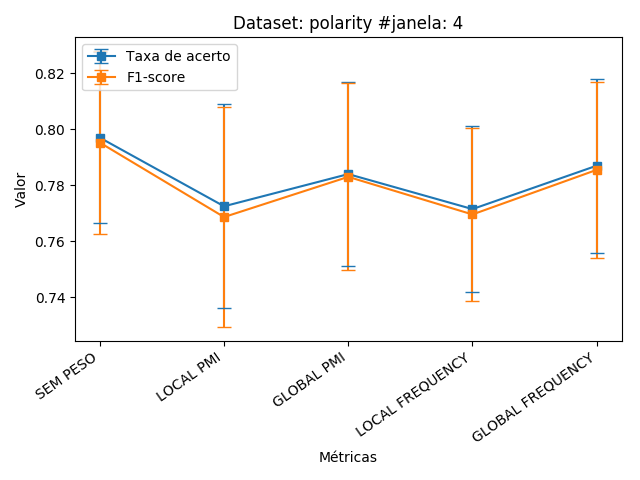 Dataset: polarity #janela: 4
Taxa de acerto
F1-score
Valor
0.82
0.80
0.78
0.76
0.74
SEM PESO
LOCAL PMI
GLOBAL PMI
LOCAL FREQUENCY
GLOBAL FREQUENCY
Métricas